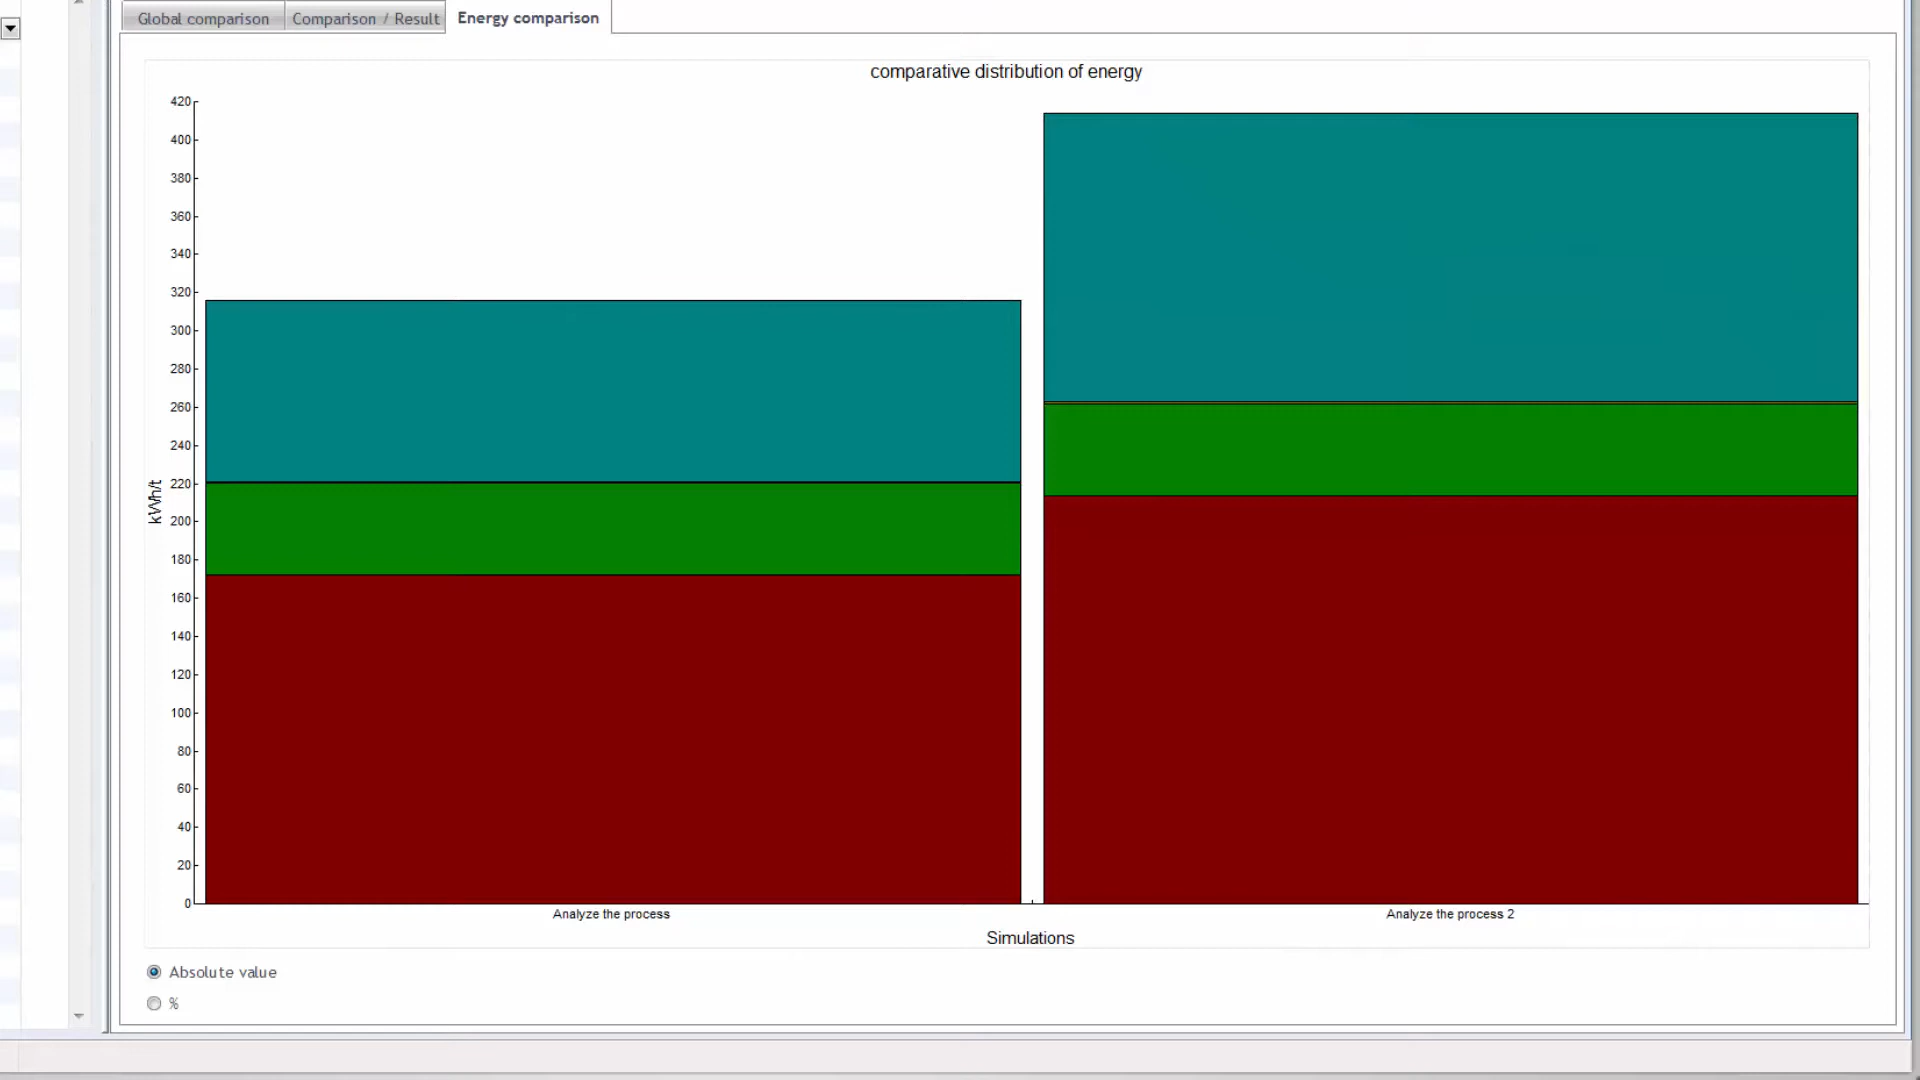 Global comparison
Comparison / Result
Energy comparison
comparative distribution of energy
420
400
380
360
340
320
300
280
260
240
220
200
180
160
140
120
100
80
60
40
20
0
kWh/t
Analyze the process
Analyze the process 2
Simulations
Absolute value
%